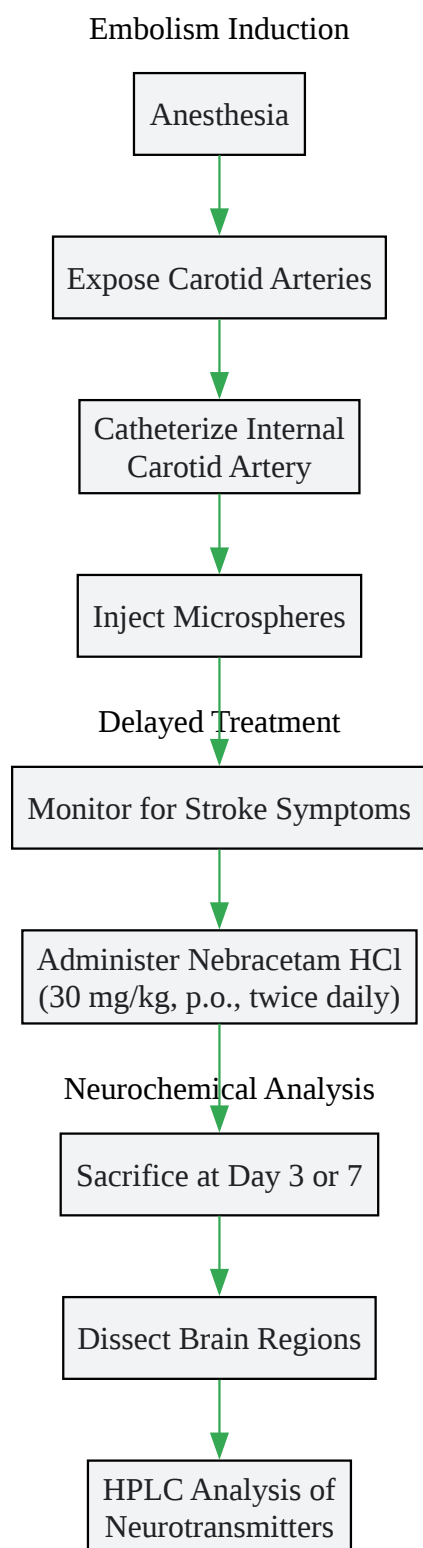 Embolism Induction
Anesthesia
Expose Carotid Arteries
Catheterize Internal
Carotid Artery
Inject Microspheres
Delayed Treatment
Monitor for Stroke Symptoms
Administer Nebracetam HCl
(30 mg/kg, p.o., twice daily)
Neurochemical Analysis
Sacrifice at Day 3 or 7
Dissect Brain Regions
HPLC Analysis of
Neurotransmitters